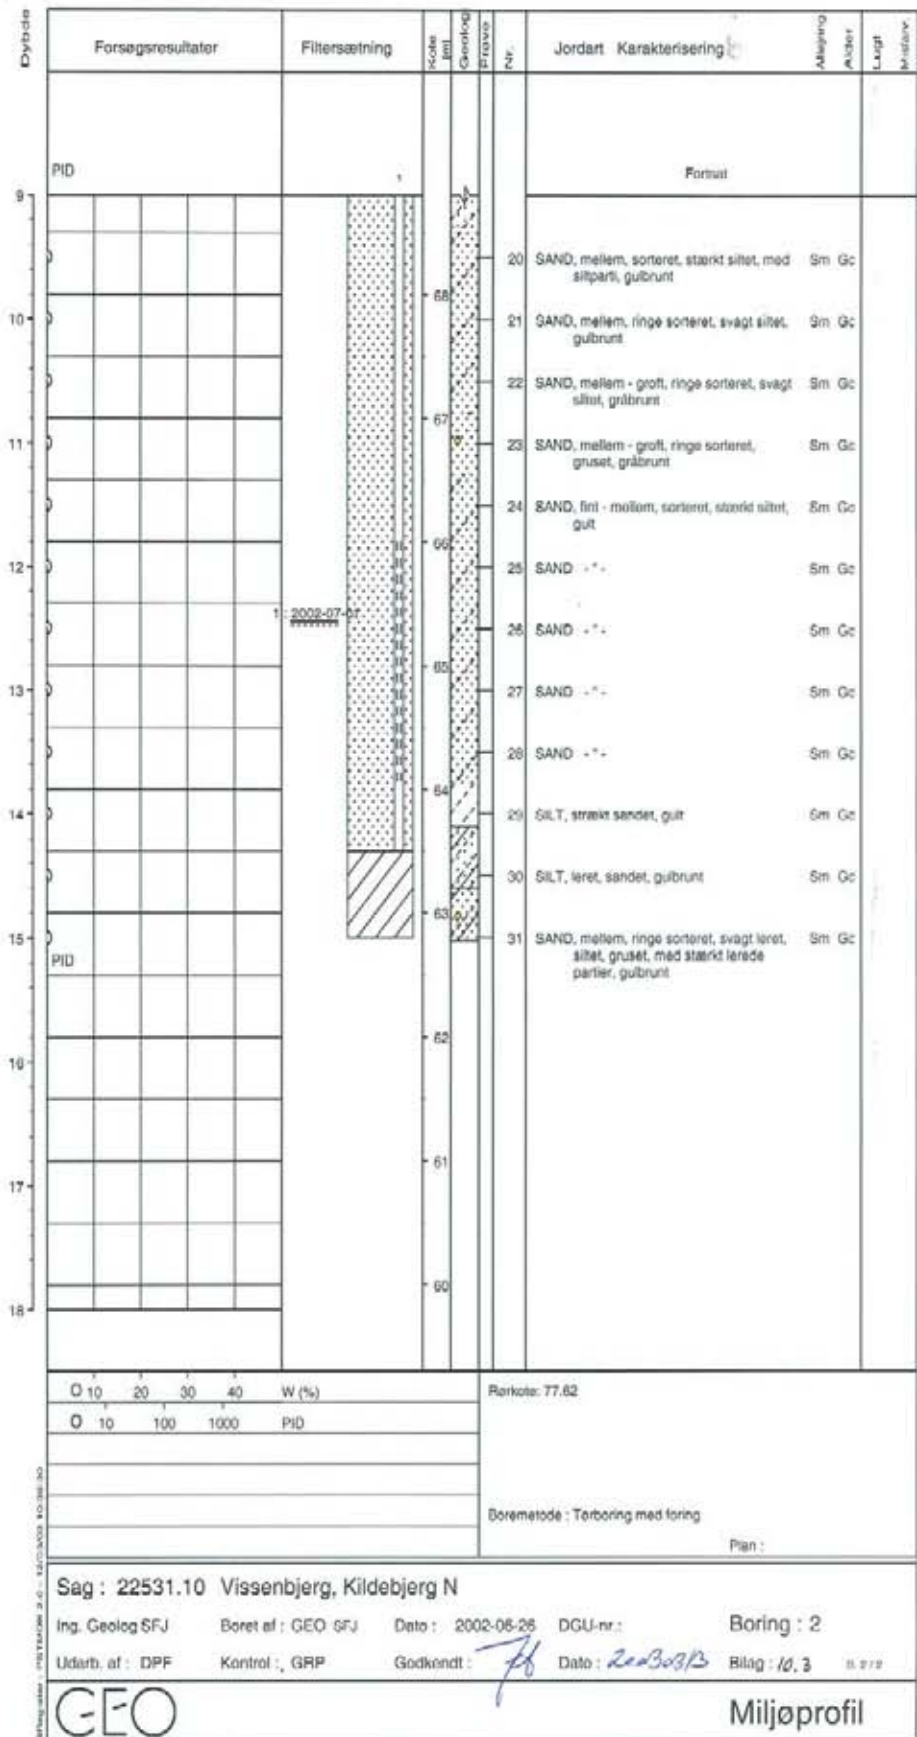 Dybde
Forsøgsresultater
Filtersætning
Kote
(m)
Geologi
Prøve
Nr.
Jordart Karakterisering
Aflejring
Alder
Lugt
PID
1
Fortsat
9
10
11
12
13
14
15
16
17
18
68
67
66
65
64
63
62
61
60
1 : 2002-07-01
PID
20 SAND, mellem, sorteret, stærkt siltet, med Sm Gc
siltparti, gulbrunt
21 SAND, mellem, ringe sorteret, svagt siltet, Sm Gc
gulbrunt
22 SAND, mellem - groft, ringe sorteret, svagt Sm Gc
siltet, gråbrunt
23 SAND, mellem - groft, ringe sorteret, Sm Gc
gruset, gråbrunt
24 SAND, fint - mellem, sorteret, stærkt siltet, Sm Gc
gult
25 SAND -"- Sm Gc
26 SAND -"- Sm Gc
27 SAND -"- Sm Gc
28 SAND -"- Sm Gc
29 SILT, strækt sandet, gult Sm Gc
30 SILT, leret, sandet, gulbrunt Sm Gc
31 SAND, mellem, ringe sorteret, svagt leret, Sm Gc
siltet, gruset, med stærkt lerede
partier, gulbrunt
O 10 20 30 40 W (%)
O 10 100 1000 PID
Rørkote: 77.62
Boremetode : Tørboring med foring
Plan :
Sag : 22531.10 Vissenbjerg, Kildebjerg N
Ing. Geolog SFJ Boret af : GEO SFJ Dato : 2002-06-26 DGU-nr.: Boring : 2
Udarb. af : DPF Kontrol :, GRP Godkendt : Dato : 20030313 Bilag : 10.3 S. 2/2
GEO
Miljøprofil